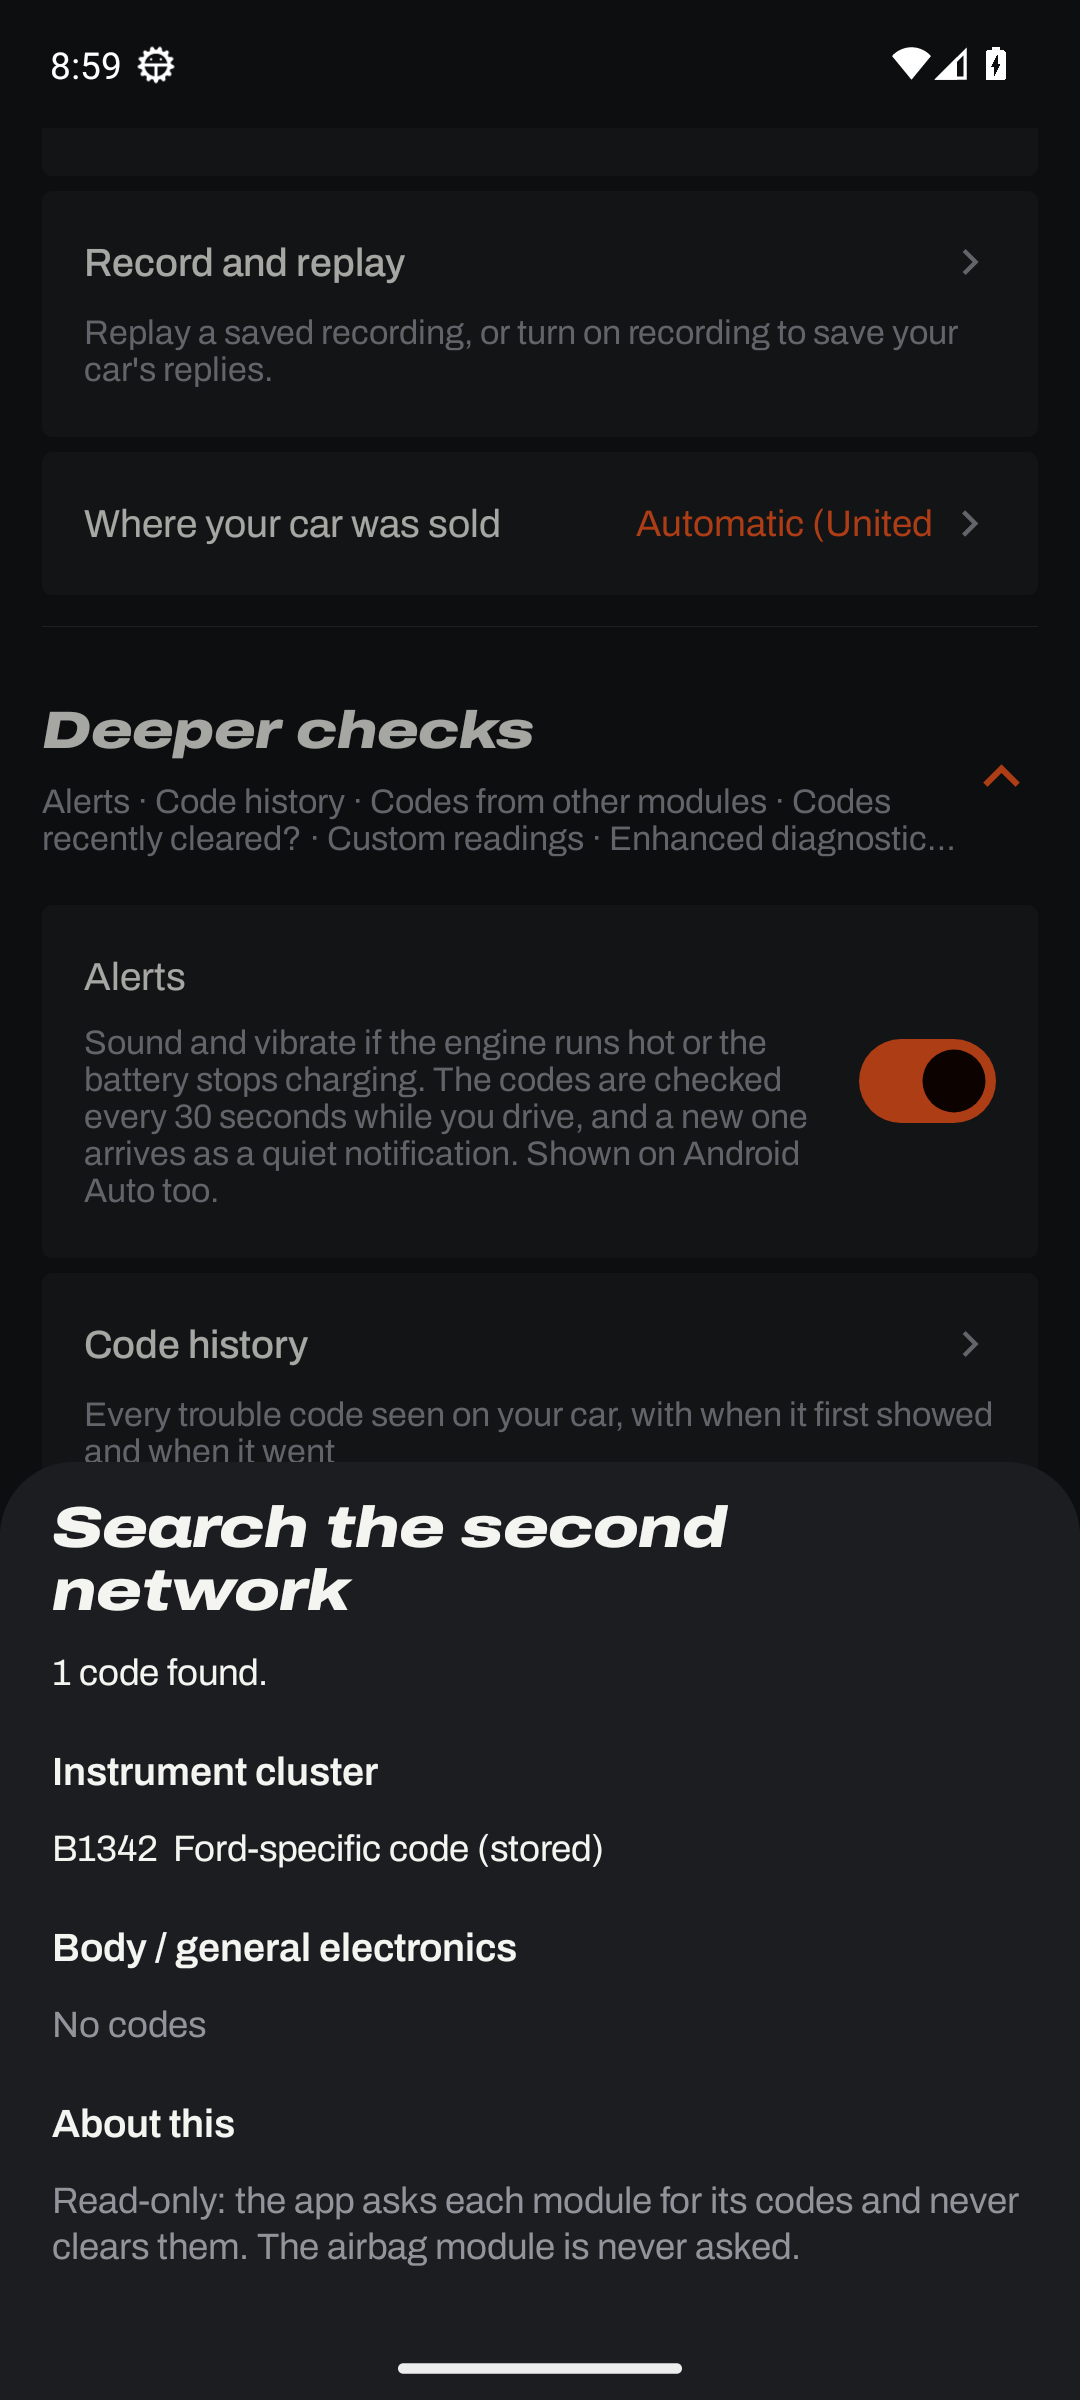 8:59
Record and replay
Replay a saved recording, or turn on recording to save your
car's replies.
Where your car was sold
Automatic (United
Deeper checks
Alerts · Code history · Codes from other modules · Codes
recently cleared? · Custom readings · Enhanced diagnostic...
Alerts
Sound and vibrate if the engine runs hot or the
battery stops charging. The codes are checked
every 30 seconds while you drive, and a new one
arrives as a quiet notification. Shown on Android
Auto too.
Code history
Every trouble code seen on your car, with when it first showed
and when it went
Search the second
network
1 code found.
Instrument cluster
B1342 Ford-specific code (stored)
Body / general electronics
No codes
About this
Read-only: the app asks each module for its codes and never
clears them. The airbag module is never asked.